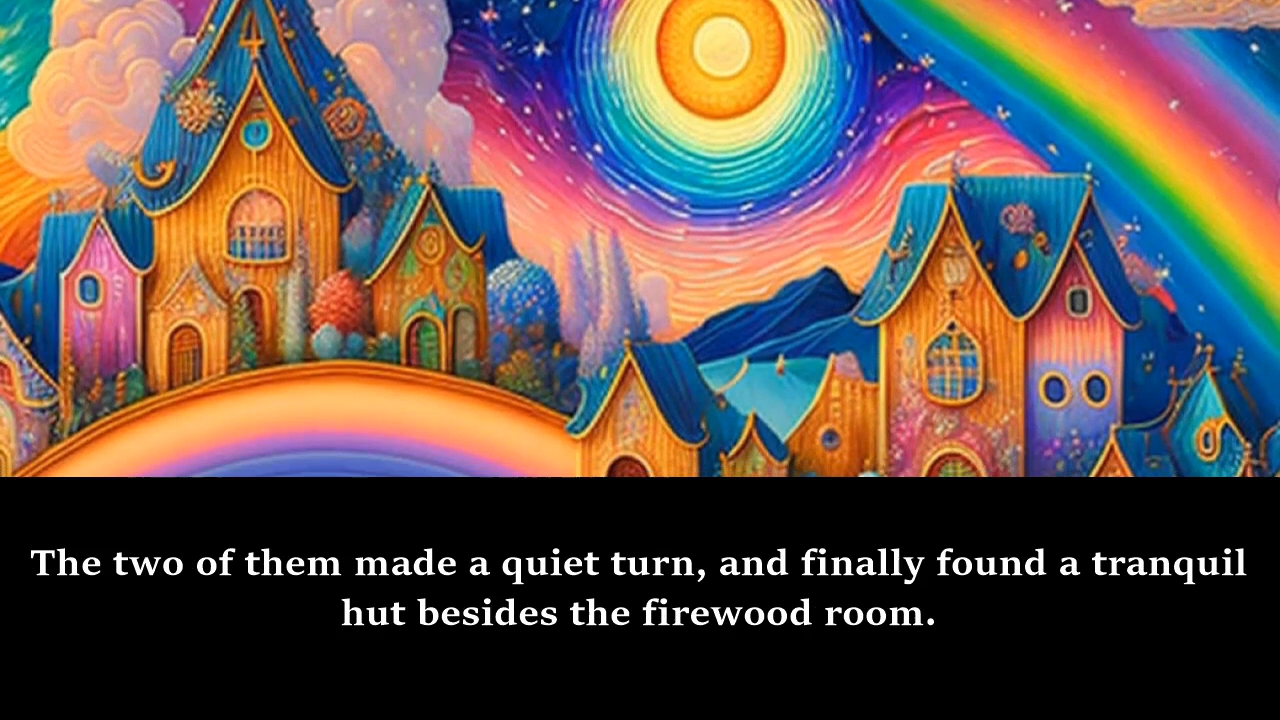 The two of them made a quiet turn, and finally found a tranquil
hut besides the firewood room.